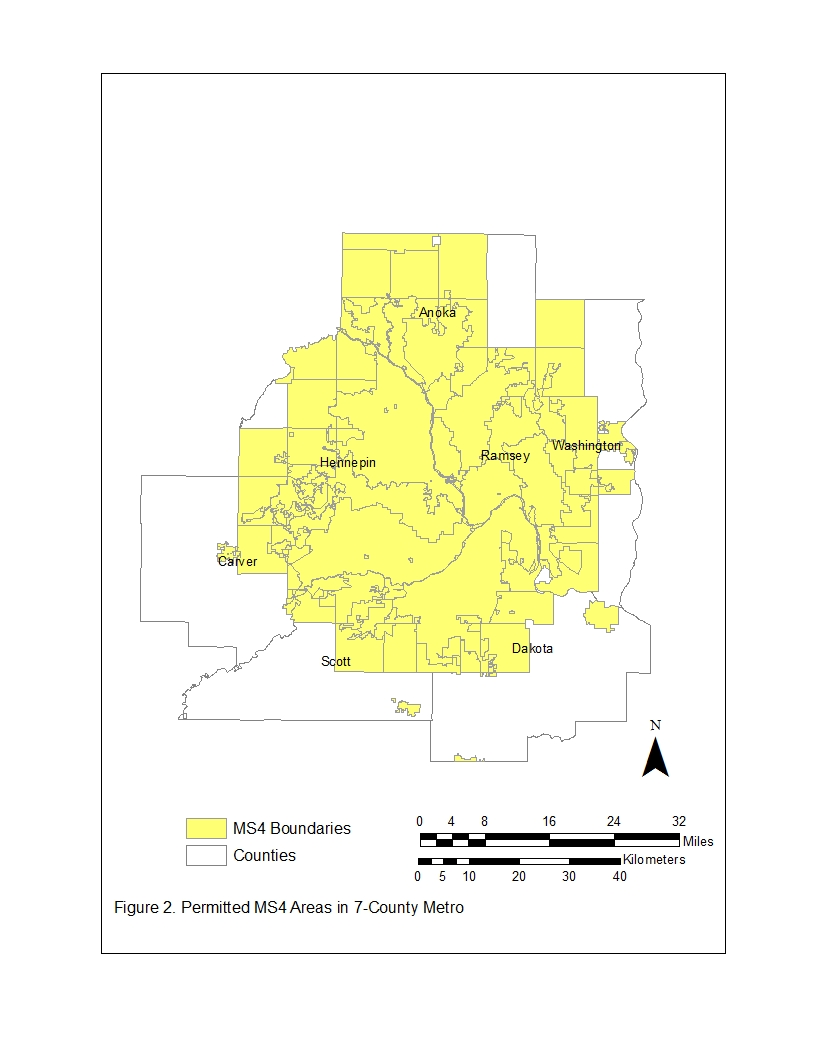 Anoka
Washington
Ramsey
Hennepin
Carver
Dakota
Scott
N
0 4 8 16 24 32
Miles
Kilometers
0 5 10 20 30 40
MS4 Boundaries
Counties
Figure 2. Permitted MS4 Areas in 7-County Metro